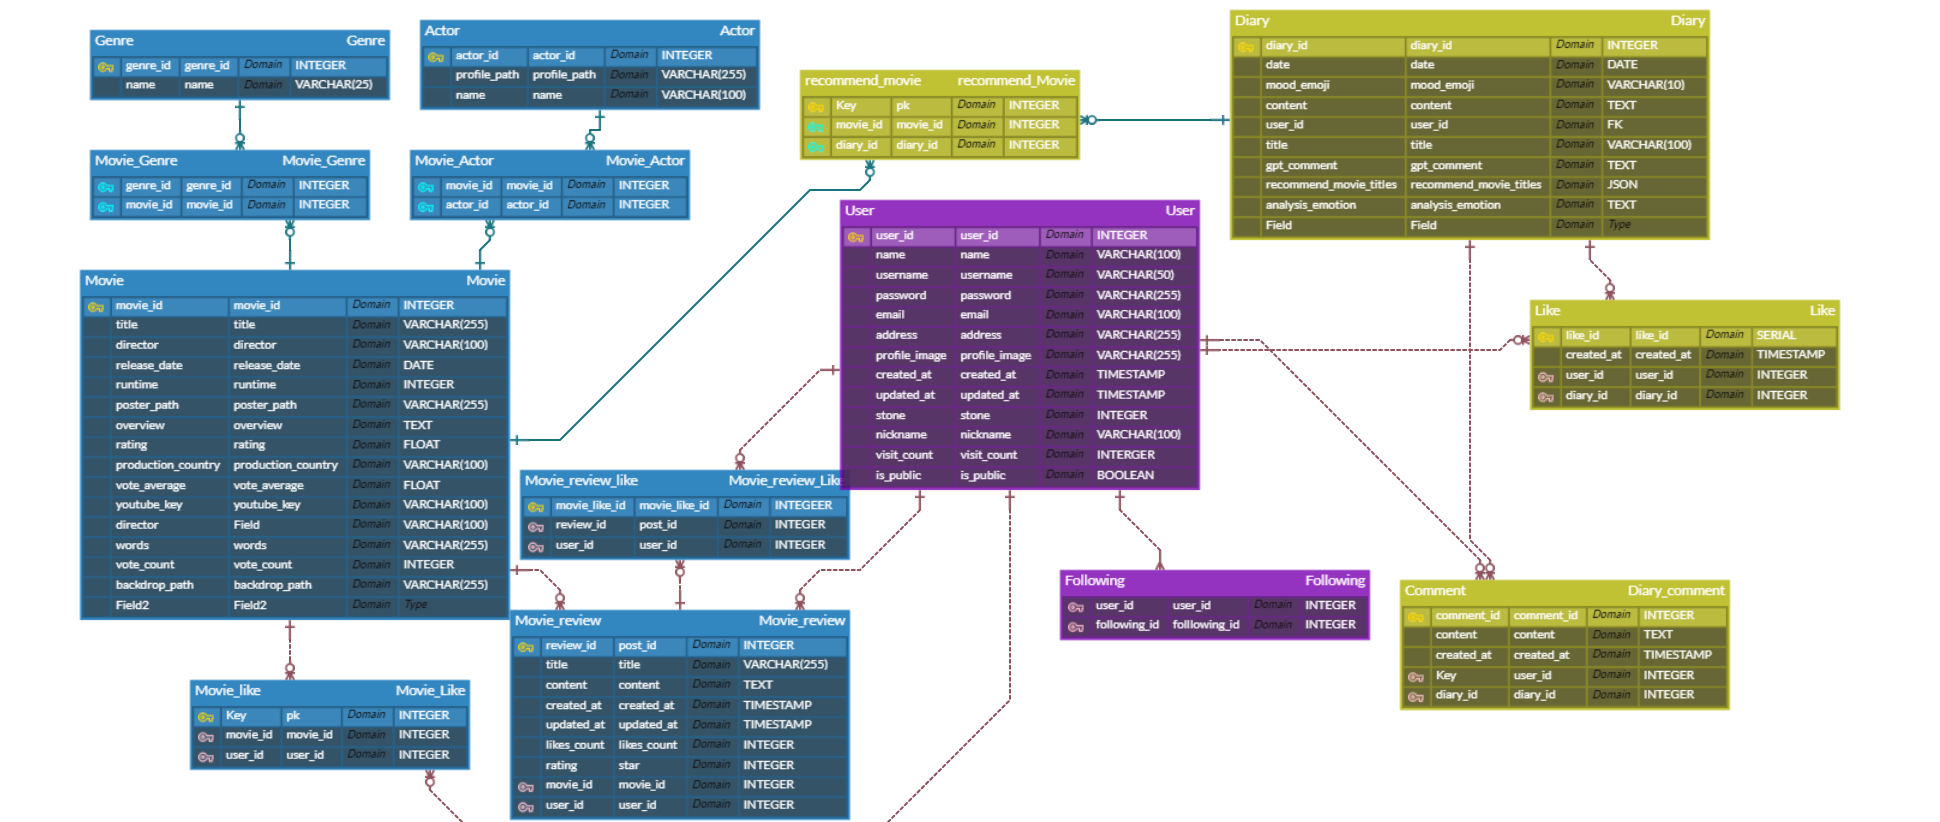 Genre Genre
genre_id genre_id Domain INTEGER
name name Domain VARCHAR(25)
Actor Actor
actor_id actor_id Domain INTEGER
profile_path profile_path Domain VARCHAR(255)
name name Domain VARCHAR(100)
recommend_movie recommend_Movie
Key pk Domain INTEGER
movie_id movie_id Domain INTEGER
diary_id diary_id Domain INTEGER
Diary Diary
diary_id diary_id Domain INTEGER
date date Domain DATE
mood_emoji mood_emoji Domain VARCHAR(10)
content content Domain TEXT
user_id user_id Domain FK
title title Domain VARCHAR(100)
gpt_comment gpt_comment Domain TEXT
recommend_movie_titles recommend_movie_titles Domain JSON
analysis_emotion analysis_emotion Domain TEXT
Field Field Domain Type
Movie_Genre Movie_Genre
genre_id genre_id Domain INTEGER
movie_id movie_id Domain INTEGER
Movie_Actor Movie_Actor
movie_id movie_id Domain INTEGER
actor_id actor_id Domain INTEGER
User User
user_id user_id Domain INTEGER
name name Domain VARCHAR(100)
username username Domain VARCHAR(50)
password password Domain VARCHAR(255)
email email Domain VARCHAR(100)
address address Domain VARCHAR(255)
profile_image profile_image Domain VARCHAR(255)
created_at created_at Domain TIMESTAMP
updated_at updated_at Domain TIMESTAMP
stone stone Domain INTEGER
nickname nickname Domain VARCHAR(100)
visit_count visit_count Domain INTERGER
is_public is_public Domain BOOLEAN
Movie Movie
movie_id movie_id Domain INTEGER
title title Domain VARCHAR(255)
director director Domain VARCHAR(100)
release_date release_date Domain DATE
runtime runtime Domain INTEGER
poster_path poster_path Domain VARCHAR(255)
overview overview Domain TEXT
rating rating Domain FLOAT
production_country production_country Domain VARCHAR(100)
vote_average vote_average Domain FLOAT
youtube_key youtube_key Domain VARCHAR(100)
director Field Domain VARCHAR(100)
words words Domain VARCHAR(255)
vote_count vote_count Domain INTEGER
backdrop_path backdrop_path Domain VARCHAR(255)
Field2 Field2 Domain Type
Like Like
like_id like_id Domain SERIAL
created_at created_at Domain TIMESTAMP
user_id user_id Domain INTEGER
diary_id diary_id Domain INTEGER
Movie_review_like Movie_review_Like
movie_like_id movie_like_id Domain INTEGEER
review_id post_id Domain INTEGER
user_id user_id Domain INTEGER
Following Following
user_id user_id Domain INTEGER
following_id folllowing_id Domain INTEGER
Comment Diary_comment
comment_id comment_id Domain INTEGER
content content Domain TEXT
created_at created_at Domain TIMESTAMP
Key user_id Domain INTEGER
diary_id diary_id Domain INTEGER
Movie_review Movie_review
review_id post_id Domain INTEGER
title title Domain VARCHAR(255)
content content Domain TEXT
created_at created_at Domain TIMESTAMP
updated_at updated_at Domain TIMESTAMP
likes_count likes_count Domain INTEGER
rating star Domain INTEGER
movie_id movie_id Domain INTEGER
user_id user_id Domain INTEGER
Movie_like Movie_Like
Key pk Domain INTEGER
movie_id movie_id Domain INTEGER
user_id user_id Domain INTEGER